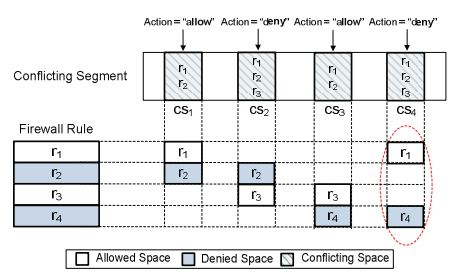 Action="allow" Action="deny" Action="allow" Action="deny"
Conflicting Segment
r1 r2
r1 r2 r3
r1 r2
r1 r2 r3
cs1 cs2 cs3 cs4
Firewall Rule
r1 r1 r1
r2 r2 r2
r3 r3 r3
r4 r4 r4
Allowed Space Denied Space Conflicting Space